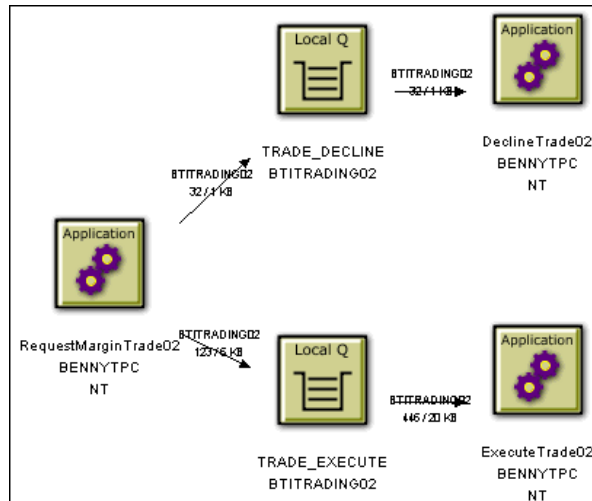 Local Q
Application
BTITRADING02
32 / 1 KB
TRADE_DECLINE
BTITRADING02
DeclineTrade02
BENNYTPC
NT
BTITRADING02
32 / 1 KB
Application
RequestMarginTrade02
BENNYTPC
NT
BTITRADING02
123 / 6 KB
Local Q
Application
BTITRADING02
446 / 20 KB
TRADE_EXECUTE
BTITRADING02
ExecuteTrade02
BENNYTPC
NT